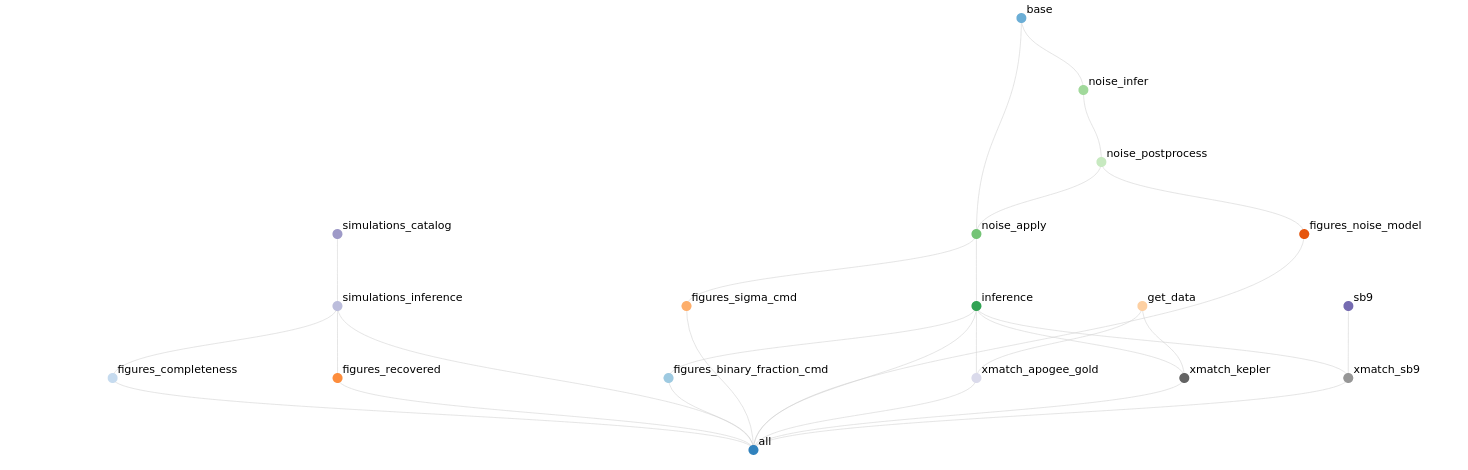 base
noise_infer
noise_postprocess
simulations_catalog
noise_apply
figures_noise_model
simulations_inference
figures_sigma_cmd
inference
get_data
sb9
figures_completeness
figures_recovered
figures_binary_fraction_cmd
xmatch_apogee_gold
xmatch_kepler
xmatch_sb9
all